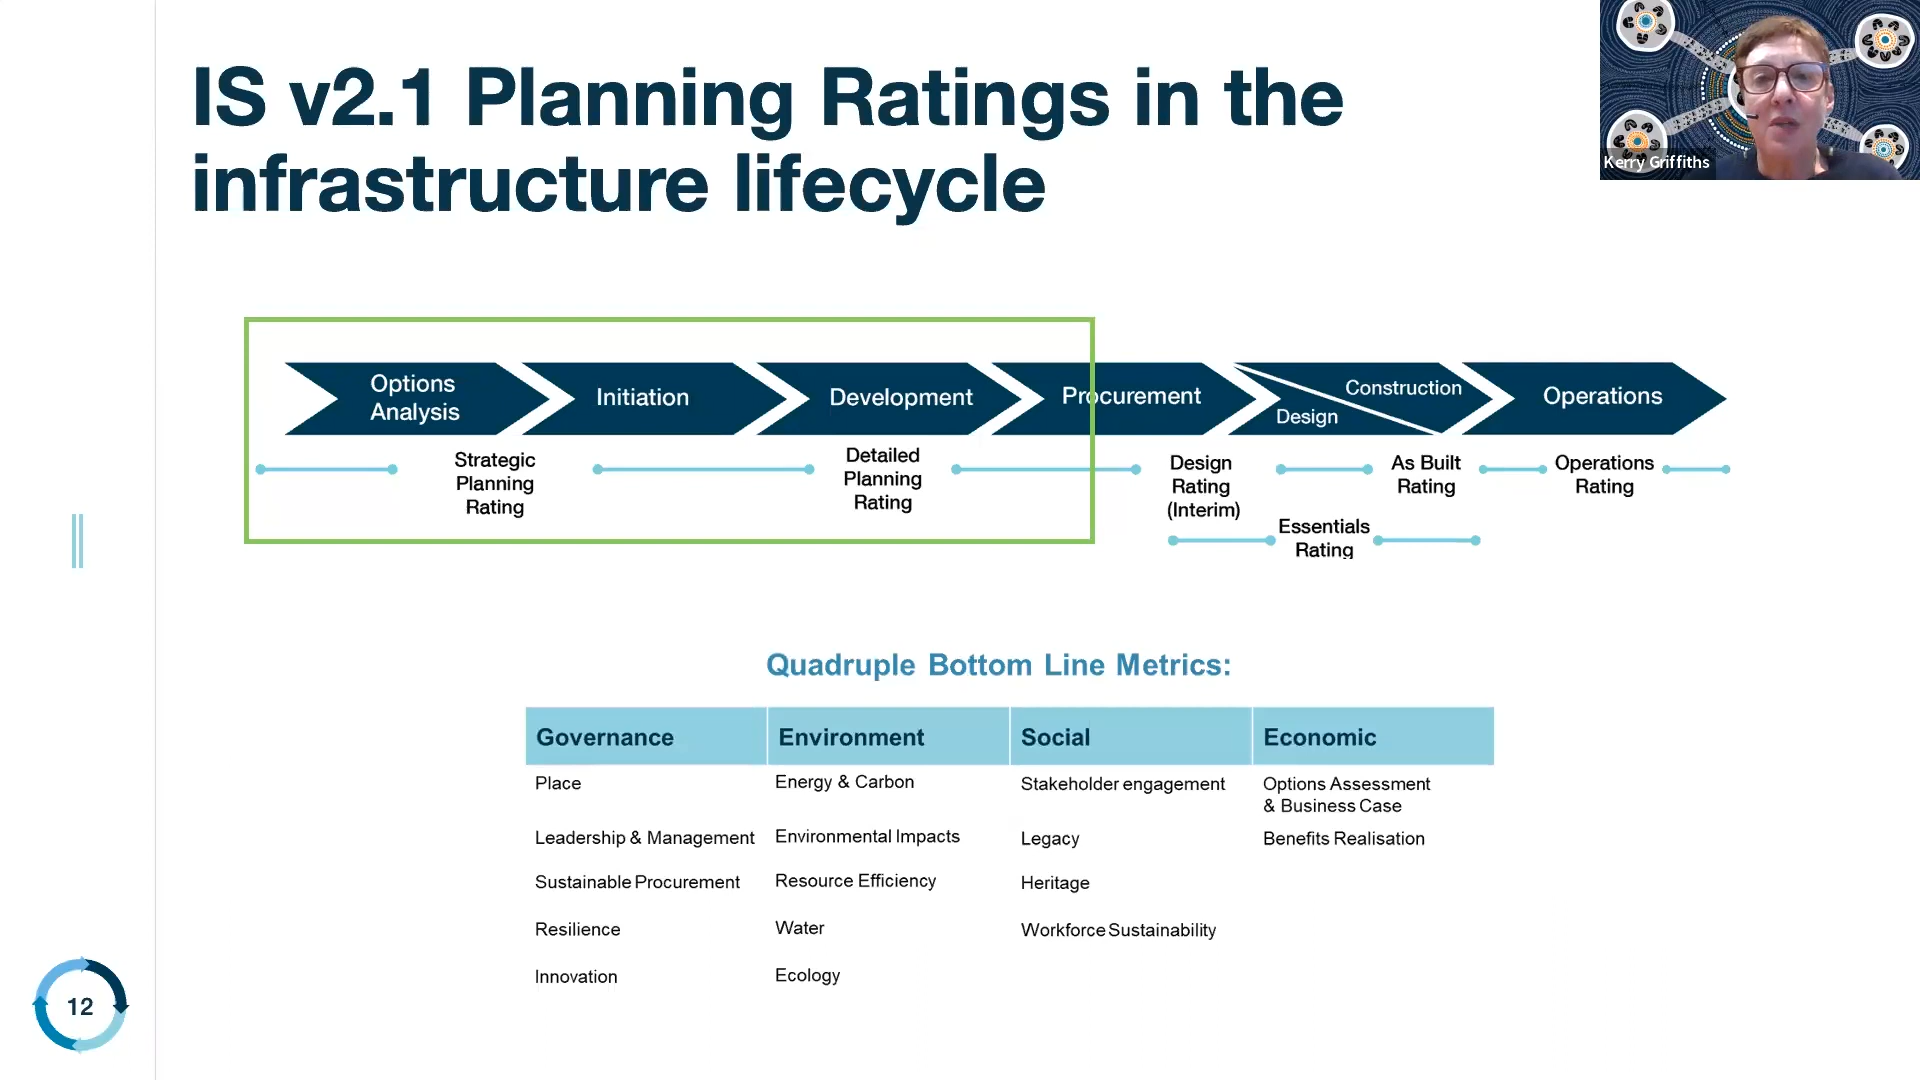 IS v2.1 Planning Ratings in the
infrastructure lifecycle
Kerry Griffiths
Options
Analysis
Initiation
Development
Procurement
Design
Construction
Operations
Strategic
Planning
Rating
Detailed
Planning
Rating
Design
Rating
(Interim)
As Built
Rating
Operations
Rating
Essentials
Rating
Quadruple Bottom Line Metrics:
Governance Environment Social Economic
Place Energy & Carbon Stakeholder engagement Options Assessment
& Business Case
Leadership & Management Environmental Impacts Legacy Benefits Realisation
Sustainable Procurement Resource Efficiency Heritage
Resilience Water Workforce Sustainability
Innovation Ecology
12